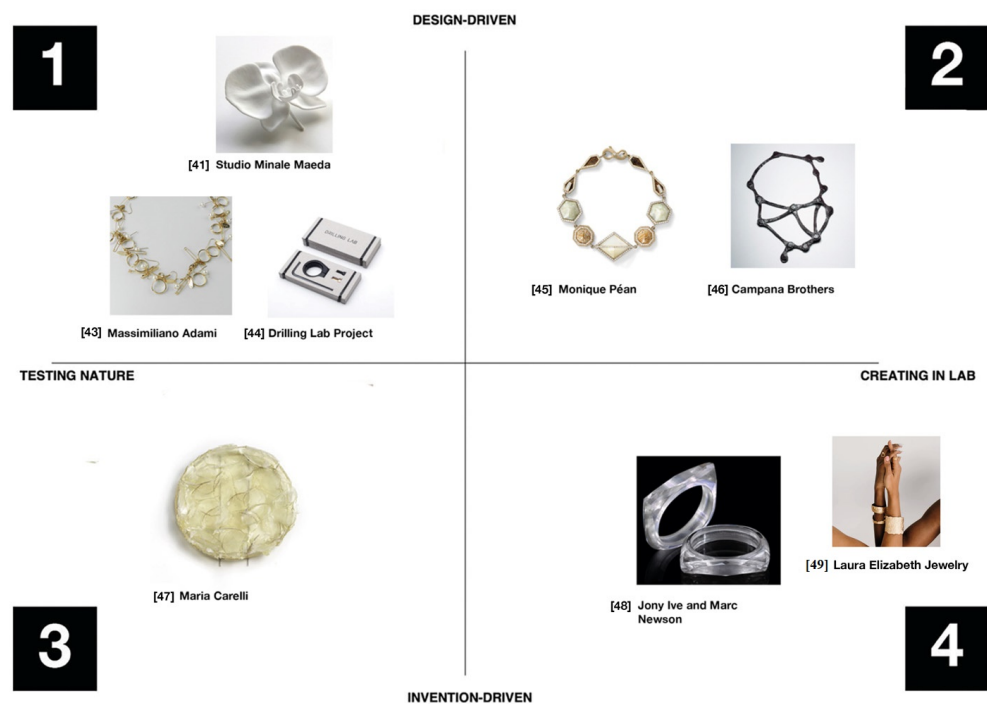 DESIGN-DRIVEN
1
2
[41] Studio Minale Maeda
DRILLING LAB
[45] Monique Péan
[46] Campana Brothers
[43] Massimiliano Adami
[44] Drilling Lab Project
TESTING NATURE
CREATING IN LAB
[49] Laura Elizabeth Jewelry
[47] Maria Carelli
[48] Jony Ive and Marc
Newson
3
4
INVENTION-DRIVEN